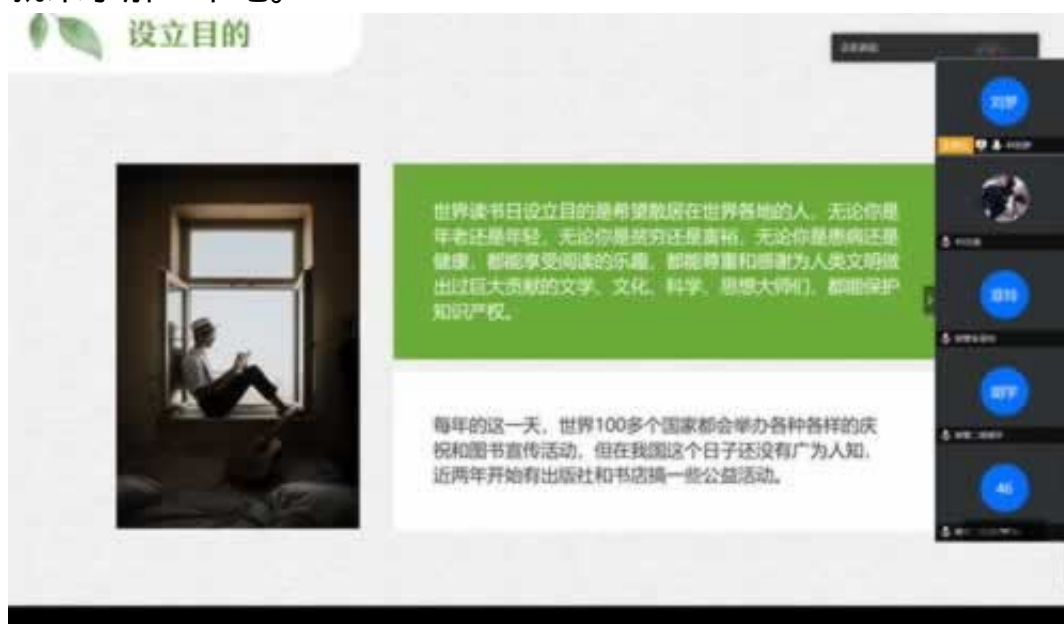 设立目的
世界读书日设立目的是希望散居在世界各地的人，无论你是
年老还是年轻，无论你是贫穷还是富裕，无论你是患病还是
健康，都能享受阅读的乐趣，都能尊重和感谢为人类文明做
出过巨大贡献的文学、文化、科学、思想大师们，都能保护
知识产权。
每年的这一天，世界100多个国家都会举办各种各样的庆
祝和图书宣传活动，但在我国这个日子还没有广为人知，
近两年开始有出版社和书店搞一些公益活动。
刘梦
46